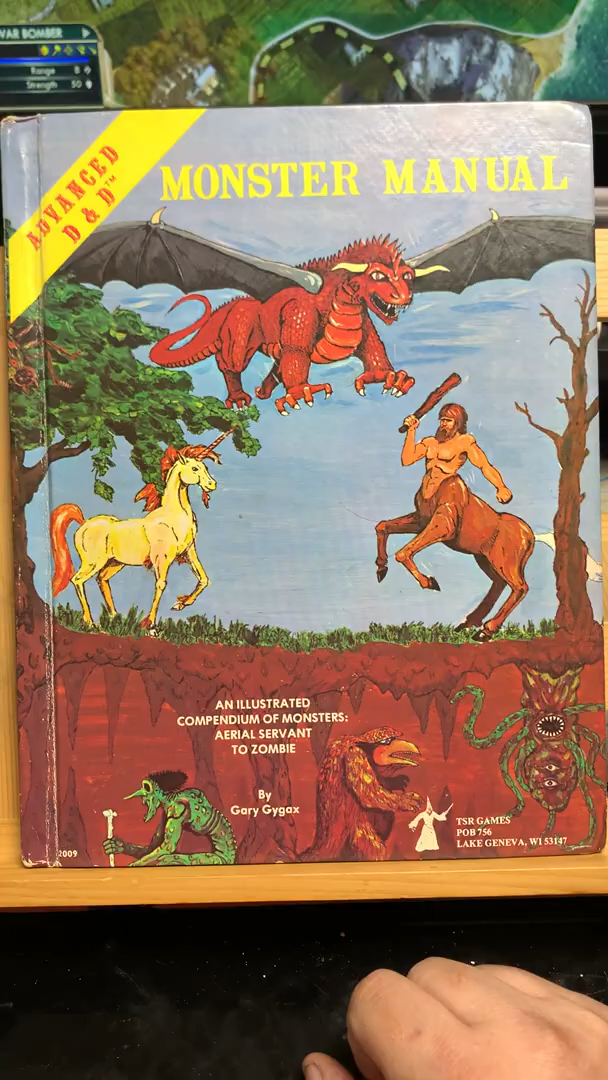 WAR BOMBER
Range 8
Strength 50
ADVANCED
D & D™
MONSTER MANUAL
AN ILLUSTRATED
COMPENDIUM OF MONSTERS:
AERIAL SERVANT
TO ZOMBIE
By
Gary Gygax
TSR GAMES
POB 756
LAKE GENEVA, WI 53147
2009